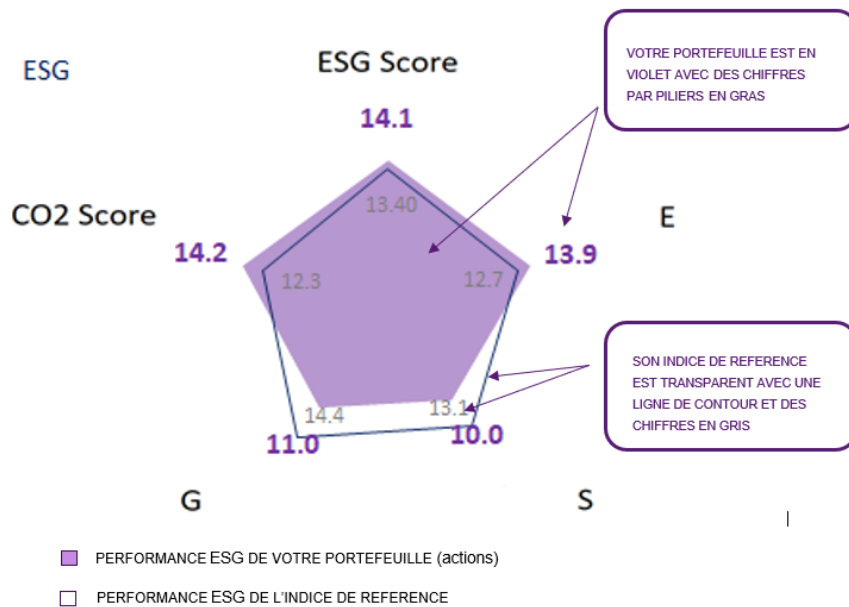 ESG
ESG Score
14.1
VOTRE PORTEFEUILLE EST EN
VIOLET AVEC DES CHIFFRES
PAR PILIERS EN GRAS
13.40
CO2 Score
E
14.2
13.9
12.3
12.7
SON INDICE DE REFERENCE
EST TRANSPARENT AVEC UNE
LIGNE DE CONTOUR ET DES
CHIFFRES EN GRIS
14.4
13.1
11.0
10.0
G
S
PERFORMANCE ESG DE VOTRE PORTEFEUILLE (actions)
PERFORMANCE ESG DE L'INDICE DE REFERENCE